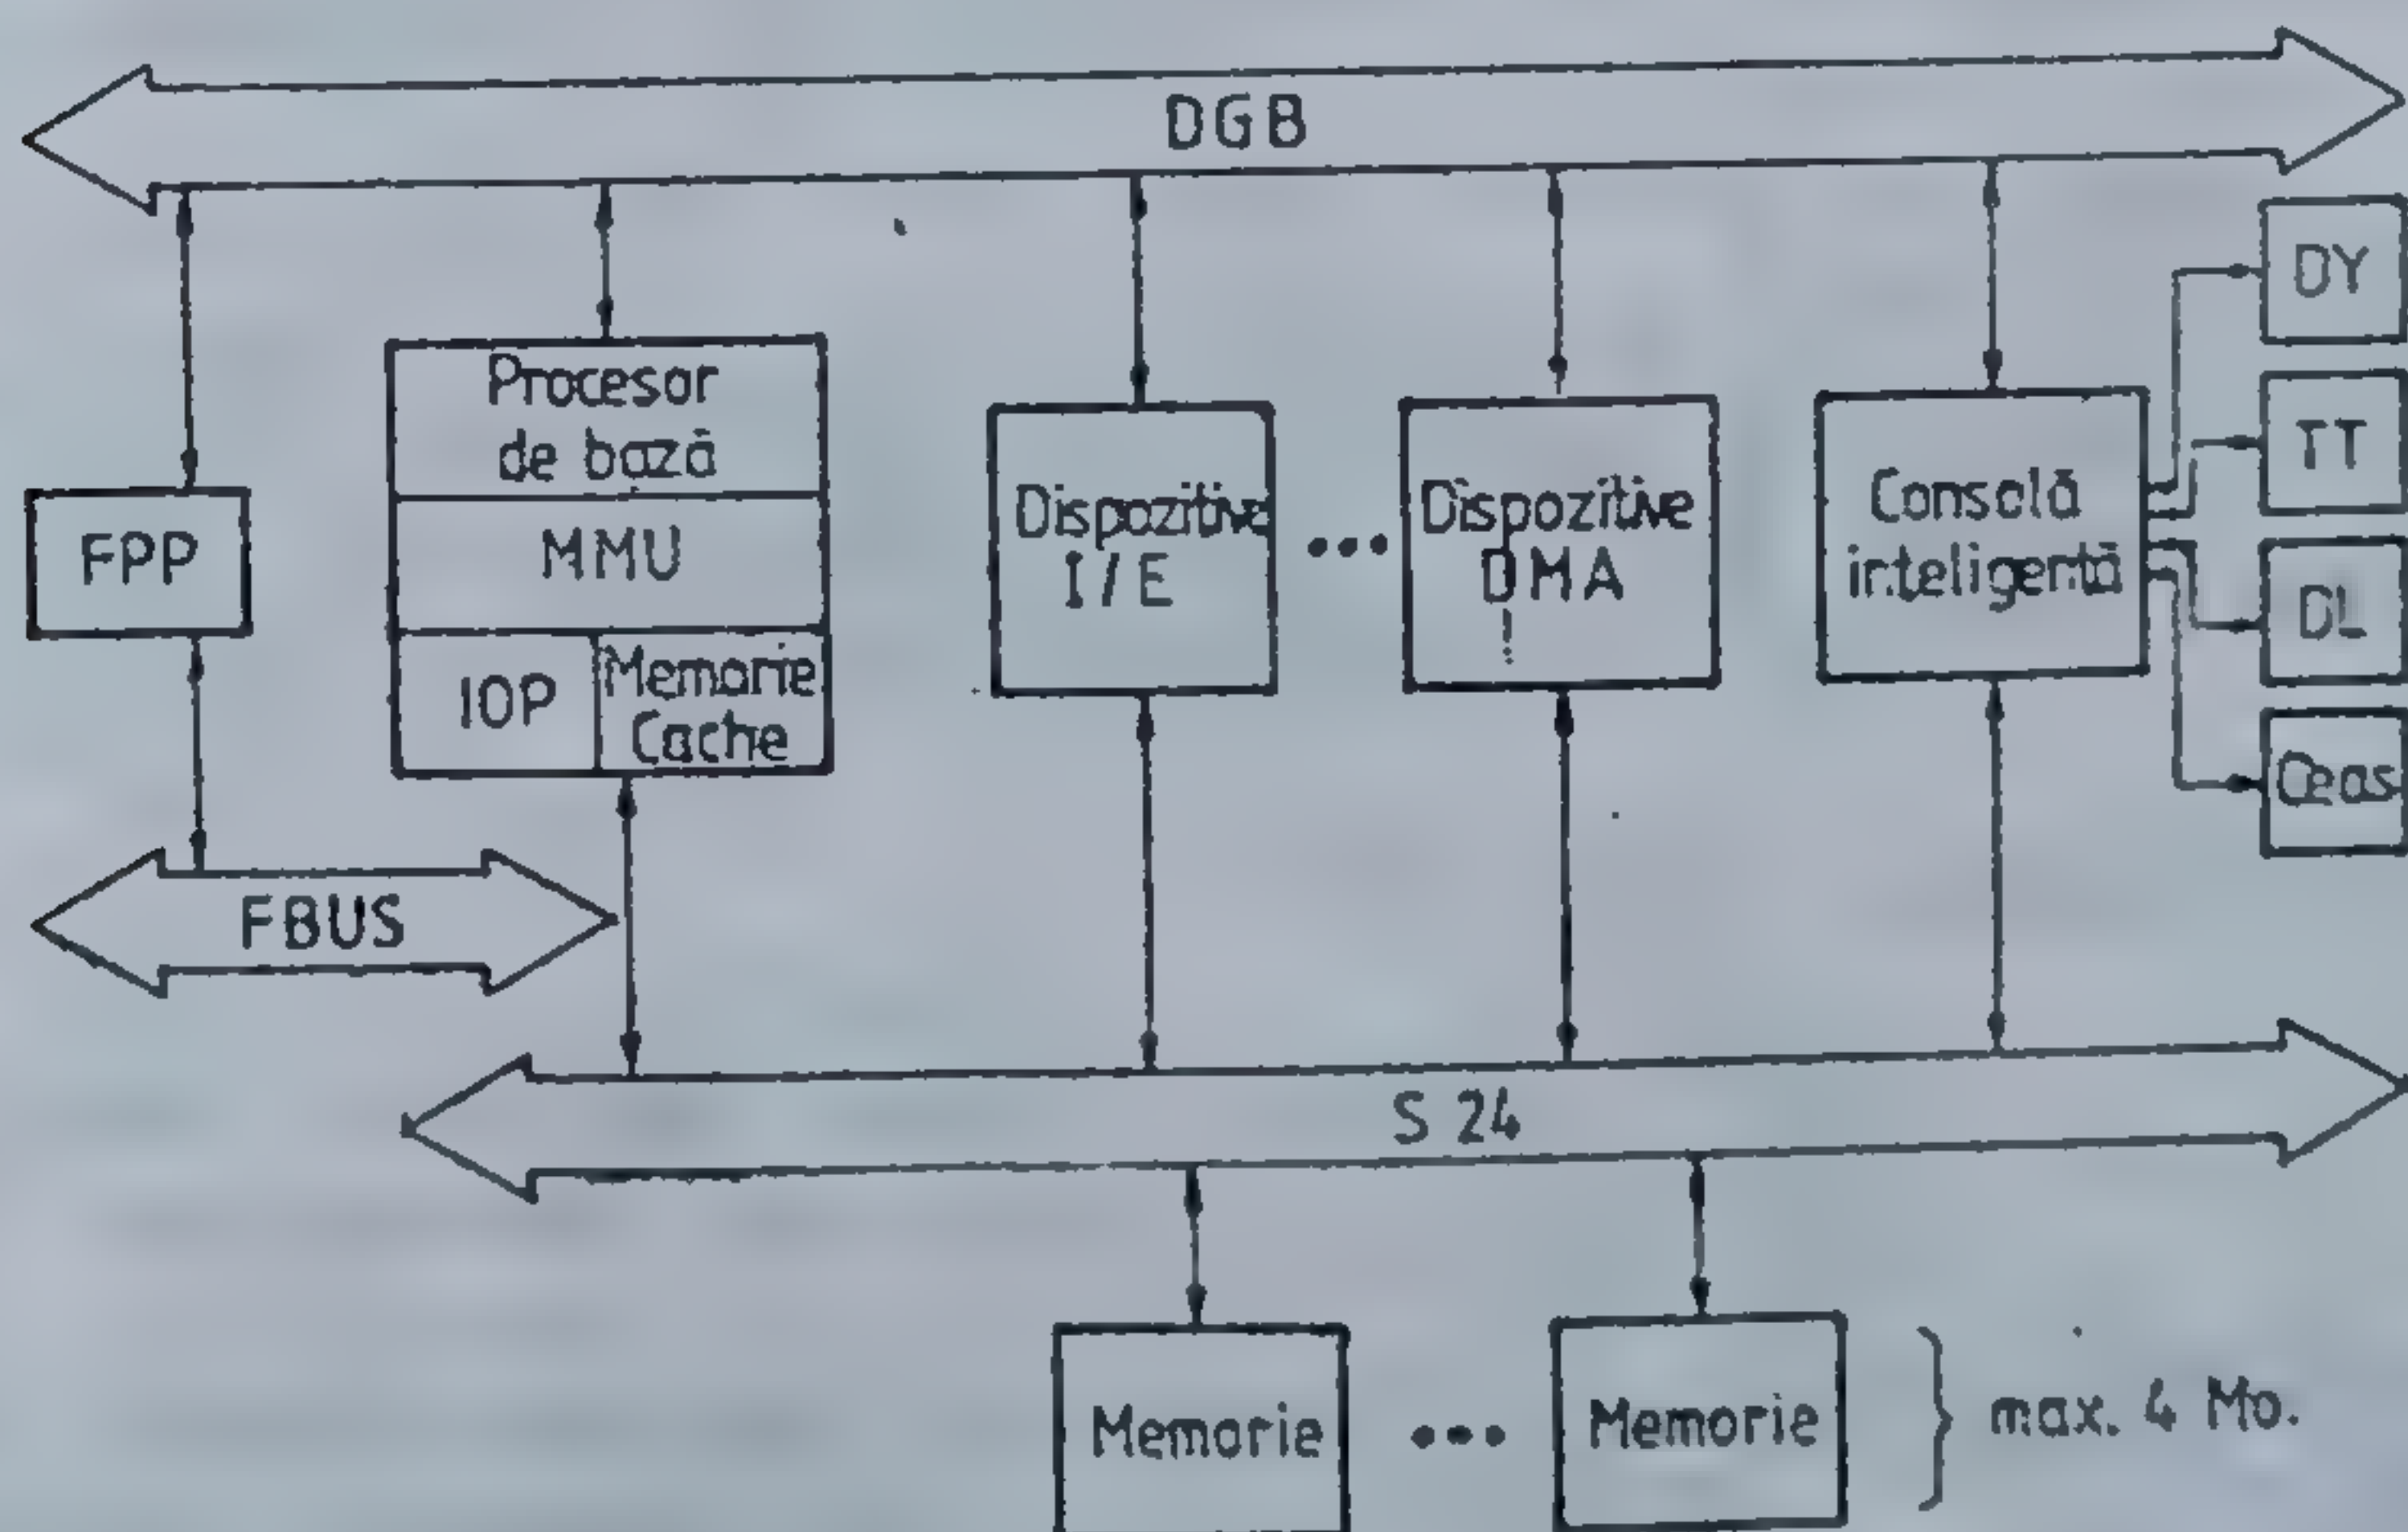 DGB
DY
Procesor
de bază
TT
Dispozitive
I/E
...
Dispozitive
DMA
Consolă
inteligentă
FPP
MMU
DL
IOP
Memorie
Cache
Ceas
FBUS
S 24
Memorie
...
Memorie
} max. 4 Mo.